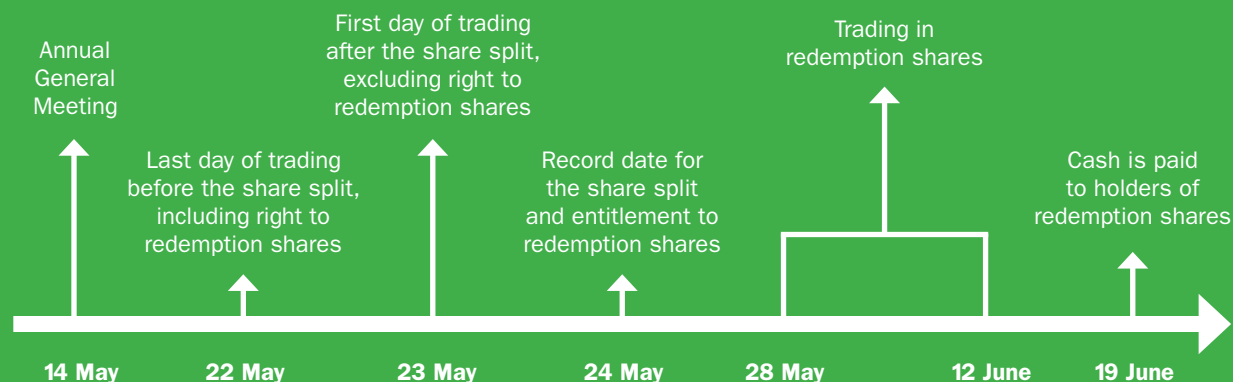 Annual
General
Meeting
Last day of trading
before the share split,
including right to
redemption shares
First day of trading
after the share split,
excluding right to
redemption shares
Record date for
the share split
and entitlement to
redemption shares
Trading in
redemption shares
Cash is paid
to holders of
redemption shares
14 May
22 May
23 May
24 May
28 May
12 June
19 June